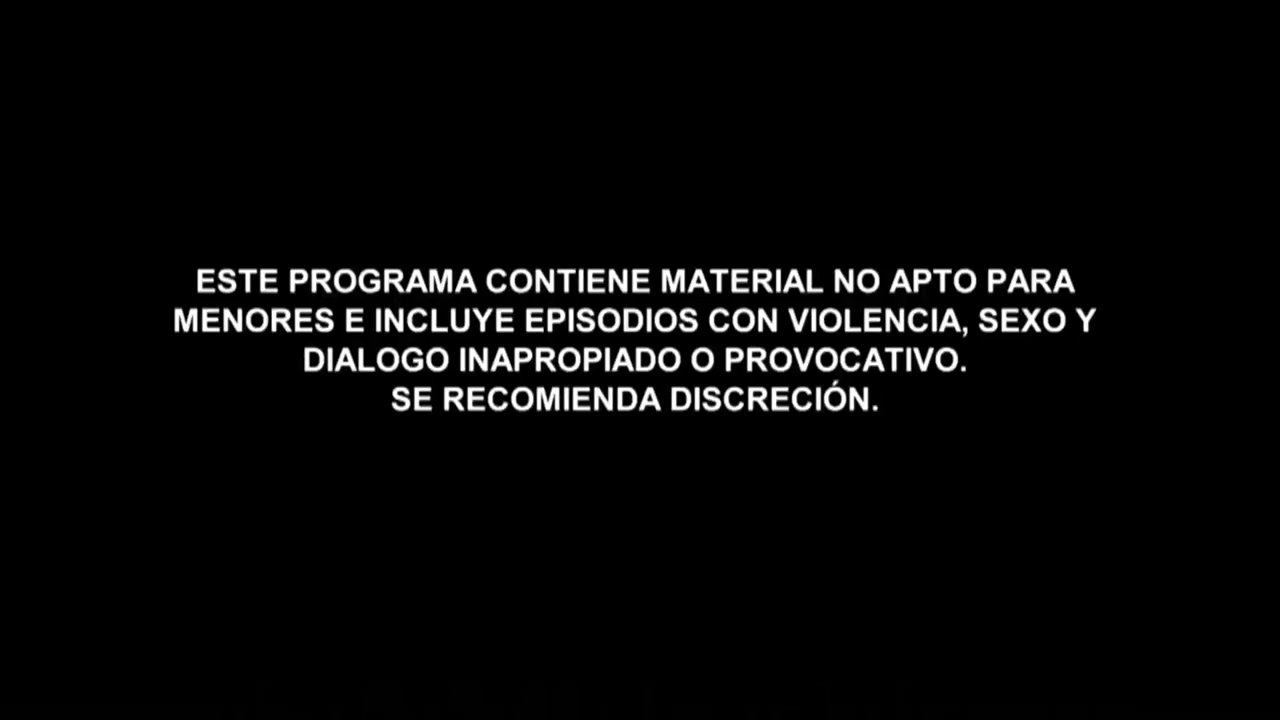 ESTE PROGRAMA CONTIENE MATERIAL NO APTO PARA
MENORES E INCLUYE EPISODIOS CON VIOLENCIA, SEXO Y
DIALOGO INAPROPIADO O PROVOCATIVO.
SE RECOMIENDA DISCRECIÓN.